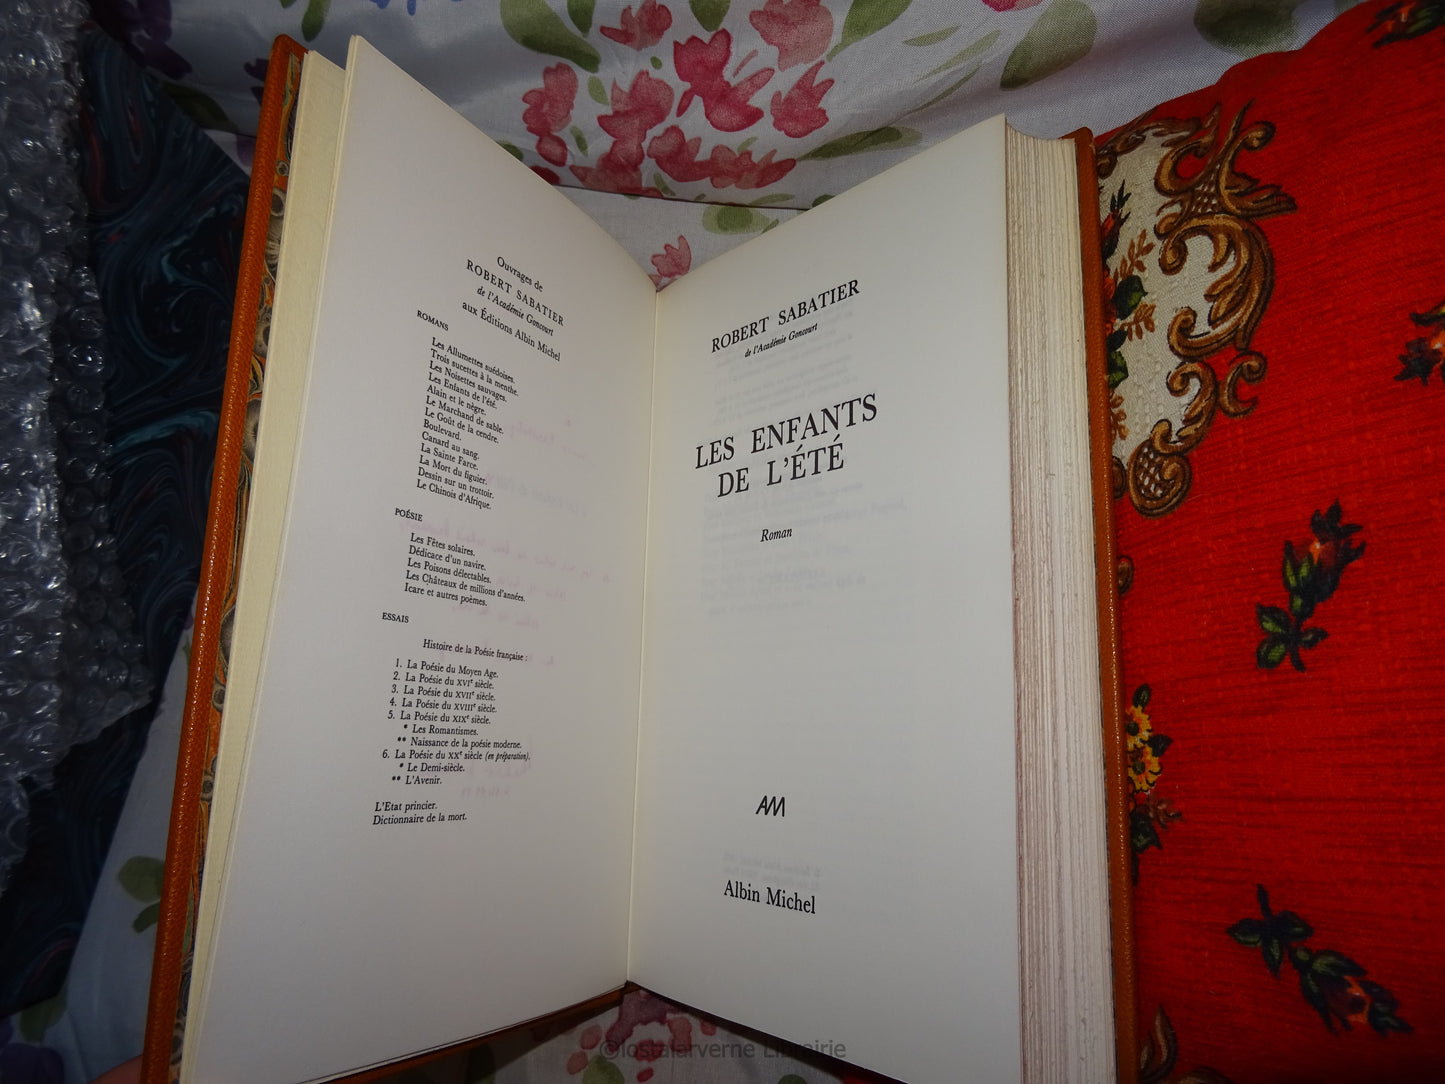 Ouvrages de
ROBERT SABATIER
de l'Académie Goncourt
aux Éditions Albin Michel
ROMANS
Les Allumettes suédoises.
Trois sucettes à la menthe.
Les Noisettes sauvages.
Les Enfants de l'été.
Alain et le nègre.
Le Marchand de sable.
Le Goût de la cendre.
Boulevard.
Canard au sang.
La Sainte Farce.
La Mort du figuier.
Dessin sur un trottoir.
Le Chinois d'Afrique.
POÉSIE
Les Fêtes solaires.
Dédicace d'un navire.
Les Poisons délectables.
Les Châteaux de millions d'années.
Icare et autres poèmes.
ESSAIS
Histoire de la Poésie française :
1. La Poésie du Moyen Age.
2. La Poésie du XVIe siècle.
3. La Poésie du XVIIe siècle.
4. La Poésie du XVIIIe siècle.
5. La Poésie du XIXe siècle.
* Les Romantismes.
** Naissance de la poésie moderne.
6. La Poésie du XXe siècle (en préparation).
* Le Demi-siècle.
** L'Avenir.
L'Etat princier.
Dictionnaire de la mort.
ROBERT SABATIER
de l'Académie Goncourt
LES ENFANTS
DE L'ÉTÉ
Roman
AM
Albin Michel
©lostalarverne Librairie